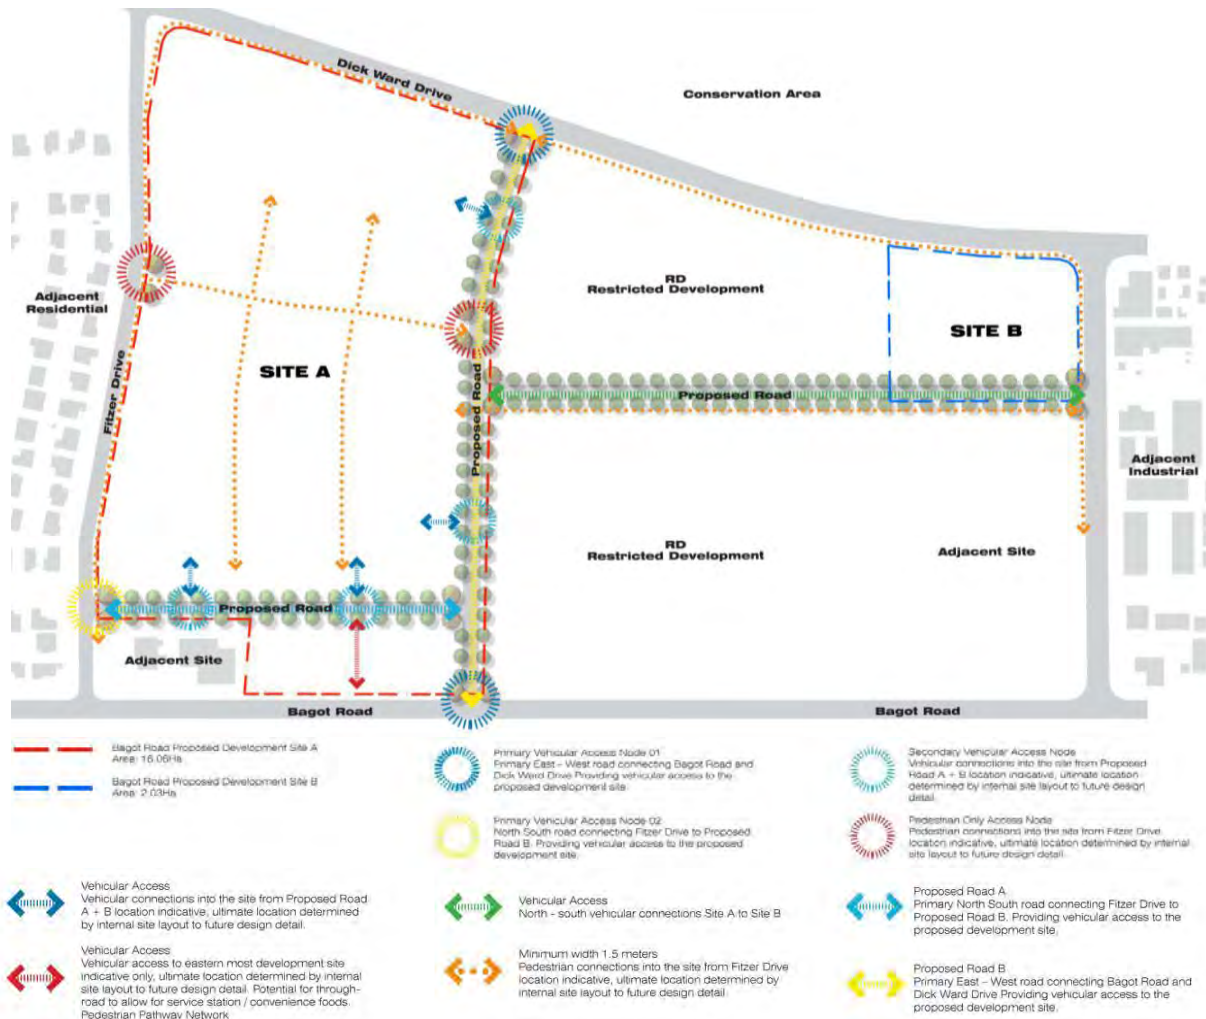 Dick Ward Drive
Conservation Area
Adjacent
Residential
Fitzer Drive
SITE A
Proposed Road
RD
Restricted Development
SITE B
Proposed Road
Adjacent
Industrial
RD
Restricted Development
Adjacent Site
Proposed Road
Adjacent Site
Bagot Road
Bagot Road
Bagot Road Proposed Development Site A
Area: 16.06Ha
Bagot Road Proposed Development Site B
Area: 2.03Ha
Primary Vehicular Access Node 01
Primary East – West road connecting Bagot Road and
Dick Ward Drive Providing vehicular access to the
proposed development site.
Primary Vehicular Access Node 02
North South road connecting Fitzer Drive to Proposed
Road B. Providing vehicular access to the proposed
development site.
Secondary Vehicular Access Node
Vehicular connections into the site from Proposed
Road A + B location indicative, ultimate location
determined by internal site layout to future design
detail.
Pedestrian Only Access Node
Pedestrian connections into the site from Fitzer Drive
location indicative, ultimate location determined by internal
site layout to future design detail.
Vehicular Access
Vehicular connections into the site from Proposed Road
A + B location indicative, ultimate location determined
by internal site layout to future design detail.
Vehicular Access
Vehicular access to eastern most development site
indicative only, ultimate location determined by internal
site layout to future design detail. Potential for through-
road to allow for service station / convenience foods.
Pedestrian Pathway Network
Vehicular Access
North - south vehicular connections Site A to Site B
Minimum width 1.5 meters
Pedestrian connections into the site from Fitzer Drive
location indicative, ultimate location determined by
internal site layout to future design detail
Proposed Road A
Primary North South road connecting Fitzer Drive to
Proposed Road B. Providing vehicular access to the
proposed development site.
Proposed Road B
Primary East – West road connecting Bagot Road and
Dick Ward Drive Providing vehicular access to the
proposed development site.